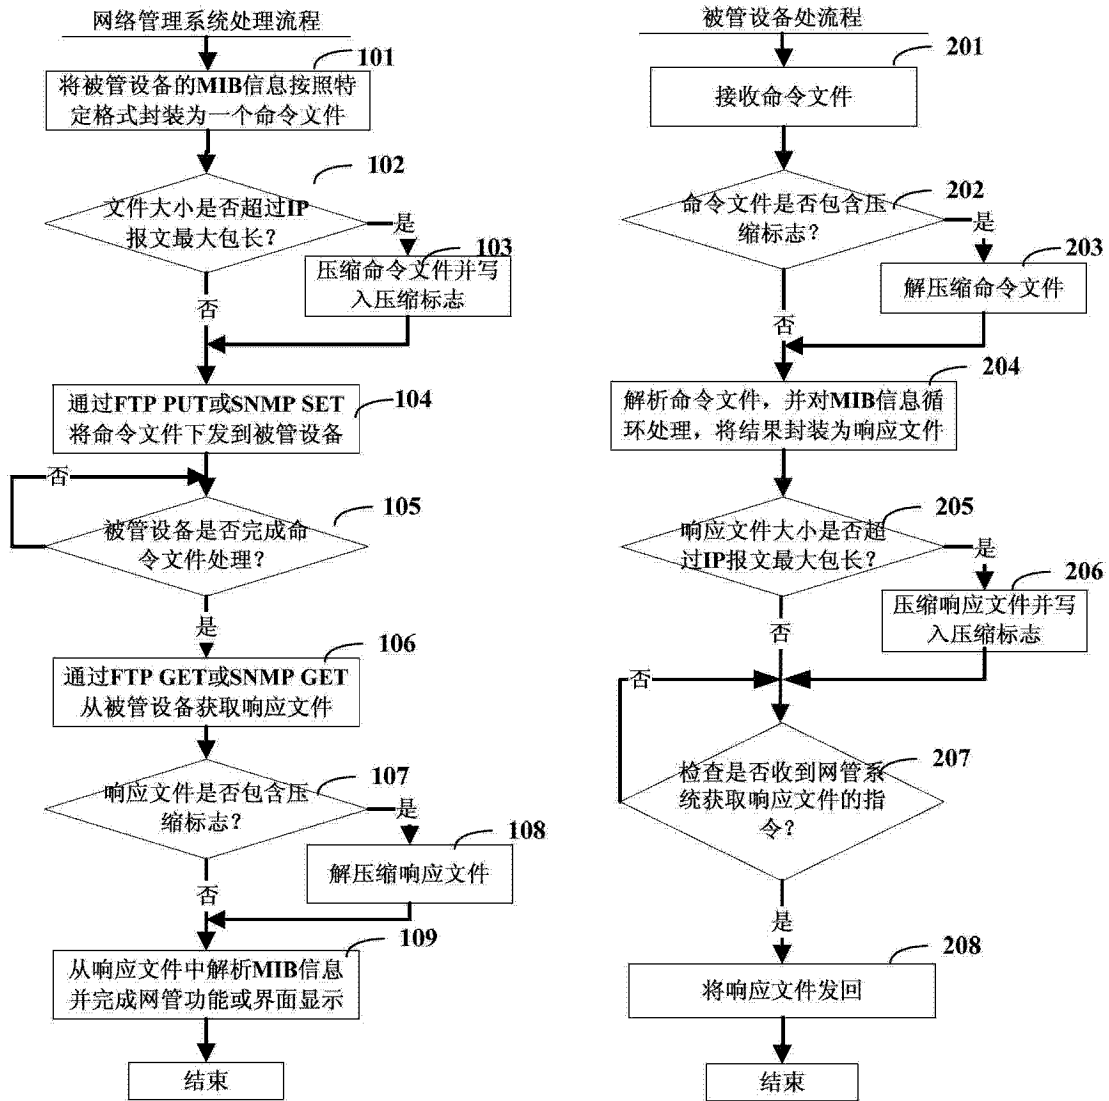 网络管理系统处理流程
101
将被管设备的MIB信息按照特
定格式封装为一个命令文件
102
文件大小是否超过IP
报文最大包长?
是
103
压缩命令文件并写
入压缩标志
否
104
通过FTP PUT或SNMP SET
将命令文件下发到被管设备
否
105
被管设备是否完成命
令文件处理?
是
106
通过FTP GET或SNMP GET
从被管设备获取响应文件
107
响应文件是否包含压
缩标志?
是
108
解压缩响应文件
否
109
从响应文件中解析MIB信息
并完成网管功能或界面显示
结束
被管设备处流程
201
接收命令文件
202
命令文件是否包含压
缩标志?
是
203
解压缩命令文件
否
204
解析命令文件，并对MIB信息循
环处理，将结果封装为响应文件
205
响应文件大小是否超
过IP报文最大包长?
是
206
压缩响应文件并写
入压缩标志
否
否
207
检查是否收到网管系
统获取响应文件的指
令?
是
208
将响应文件发回
结束